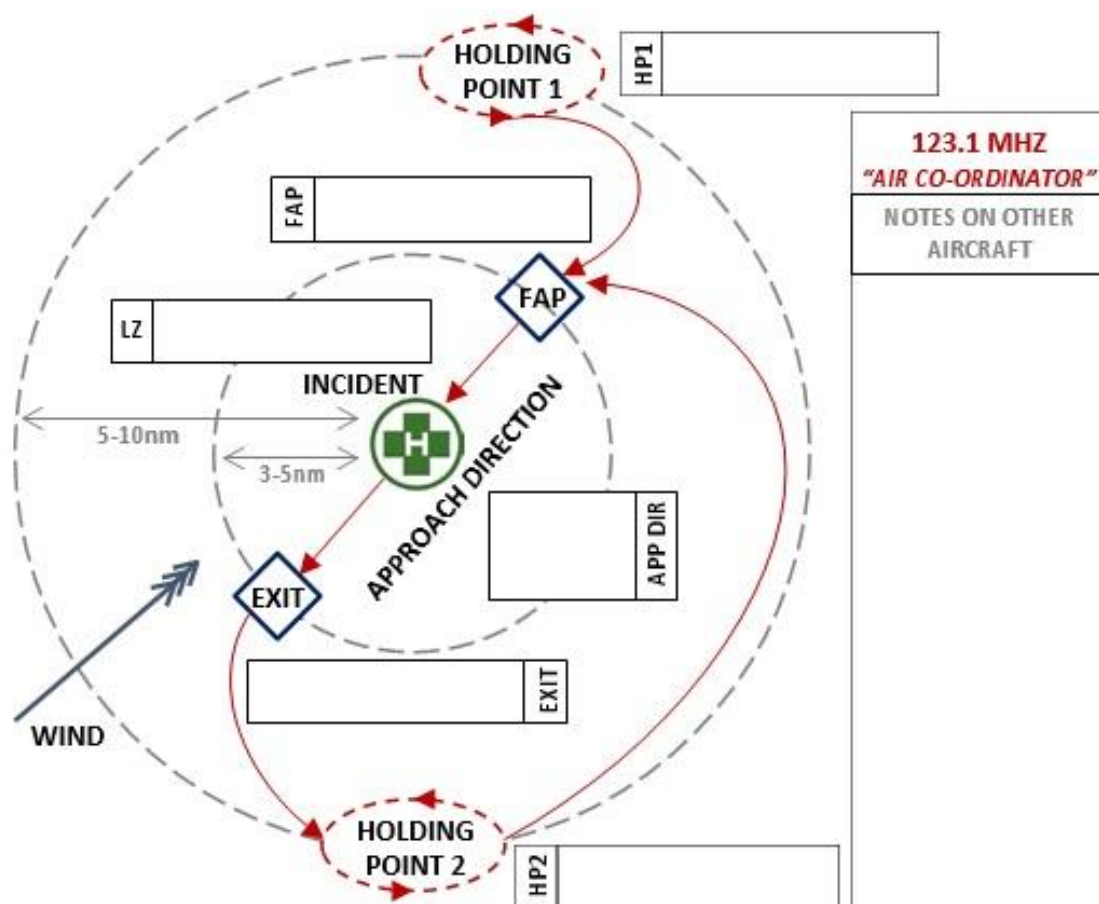 HOLDING
POINT 1
HP1
123.1 MHZ
"AIR CO-ORDINATOR"
NOTES ON OTHER
AIRCRAFT
FAP
FAP
LZ
INCIDENT
H
5-10nm
3-5nm
APPROACH DIRECTION
APP DIR
EXIT
EXIT
WIND
HOLDING
POINT 2
HP2